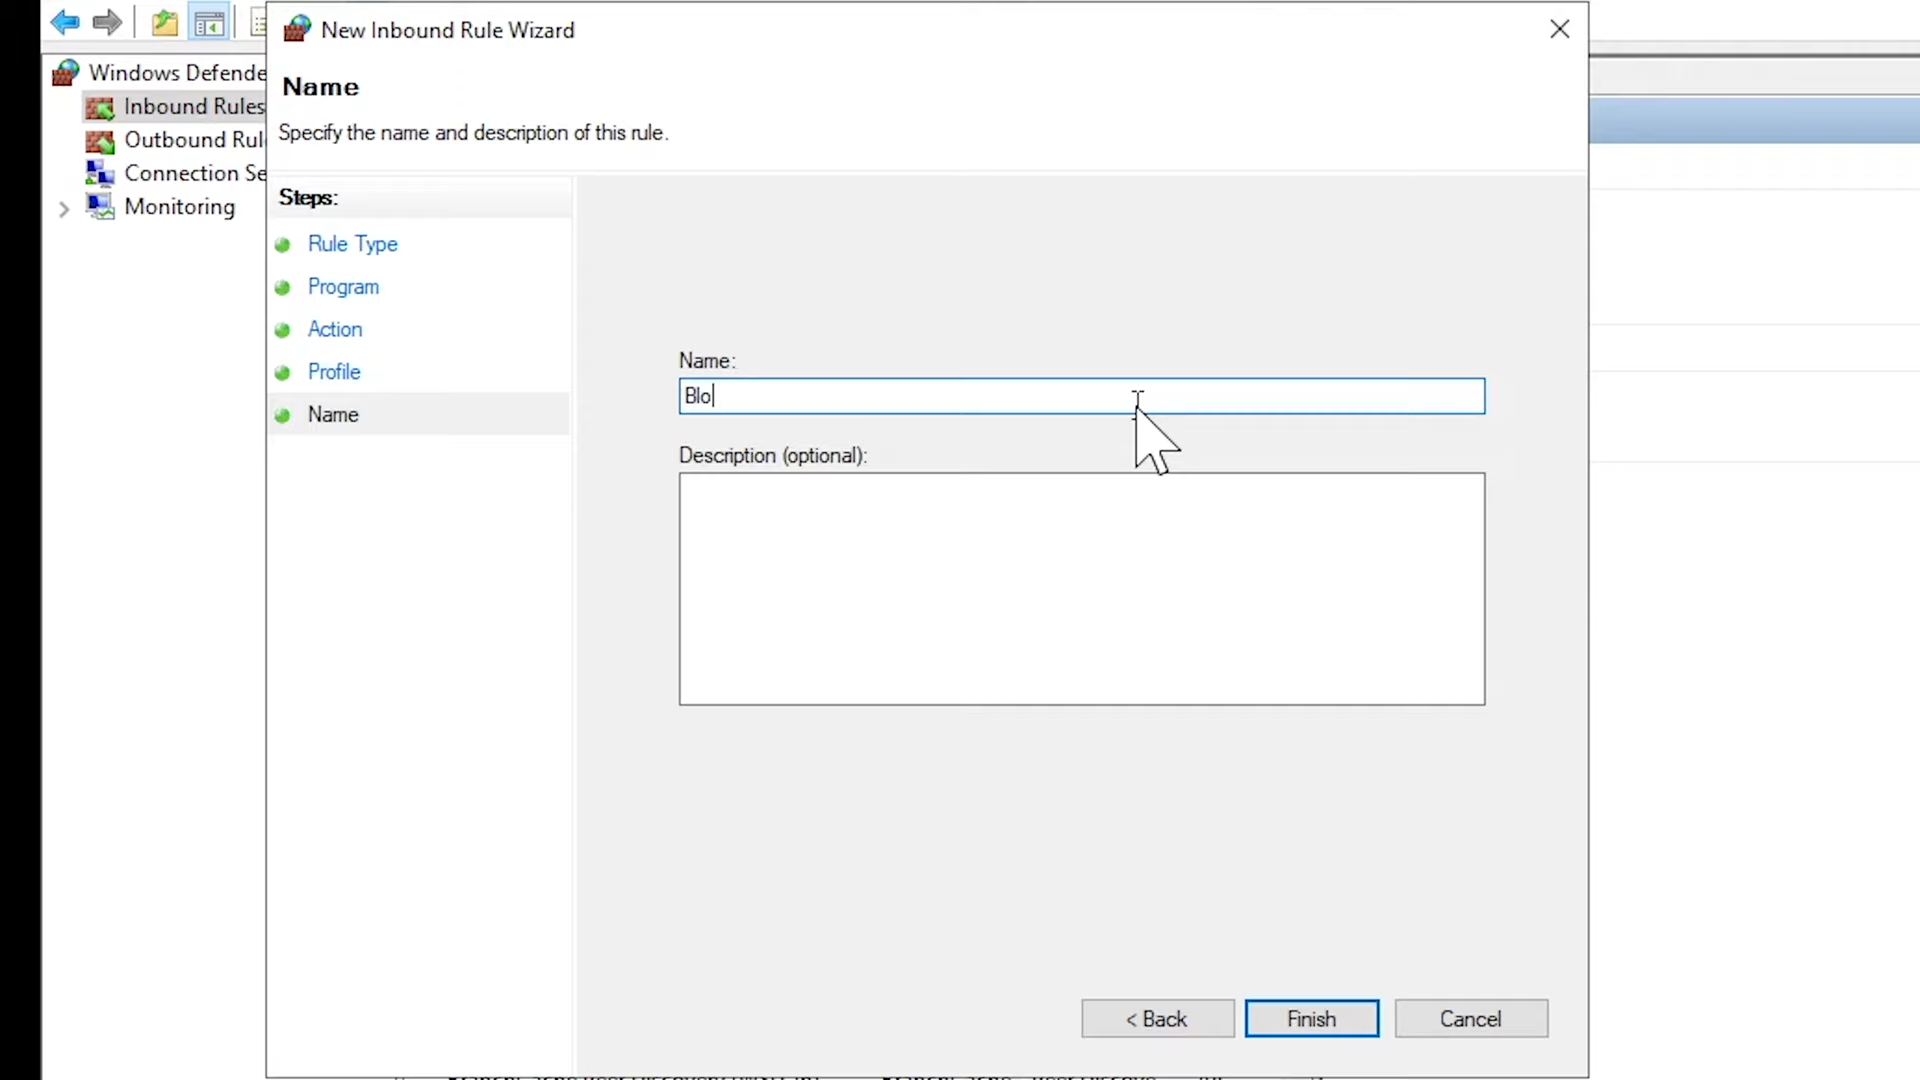 New Inbound Rule Wizard
Name
Specify the name and description of this rule.
Windows Defende
Inbound Rules
Outbound Rul
Connection Se
Monitoring
Steps:
Rule Type
Program
Action
Profile
Name
Name:
Blo
Description (optional):
< Back
Finish
Cancel